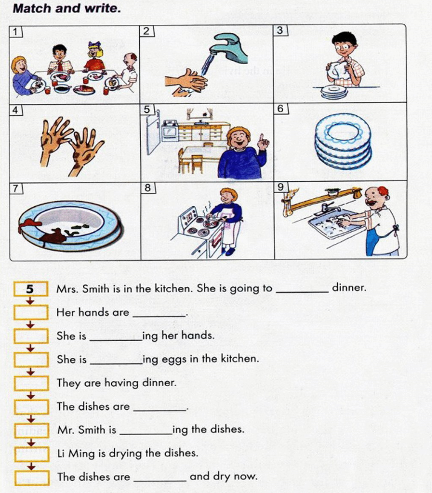 Match and write.
1 2 3
4 5 6
7 8 9
5 Mrs. Smith is in the kitchen. She is going to ________ dinner.
Her hands are ________.
She is ________ing her hands.
She is ________ing eggs in the kitchen.
They are having dinner.
The dishes are ________.
Mr. Smith is ________ing the dishes.
Li Ming is drying the dishes.
The dishes are ________ and dry now.